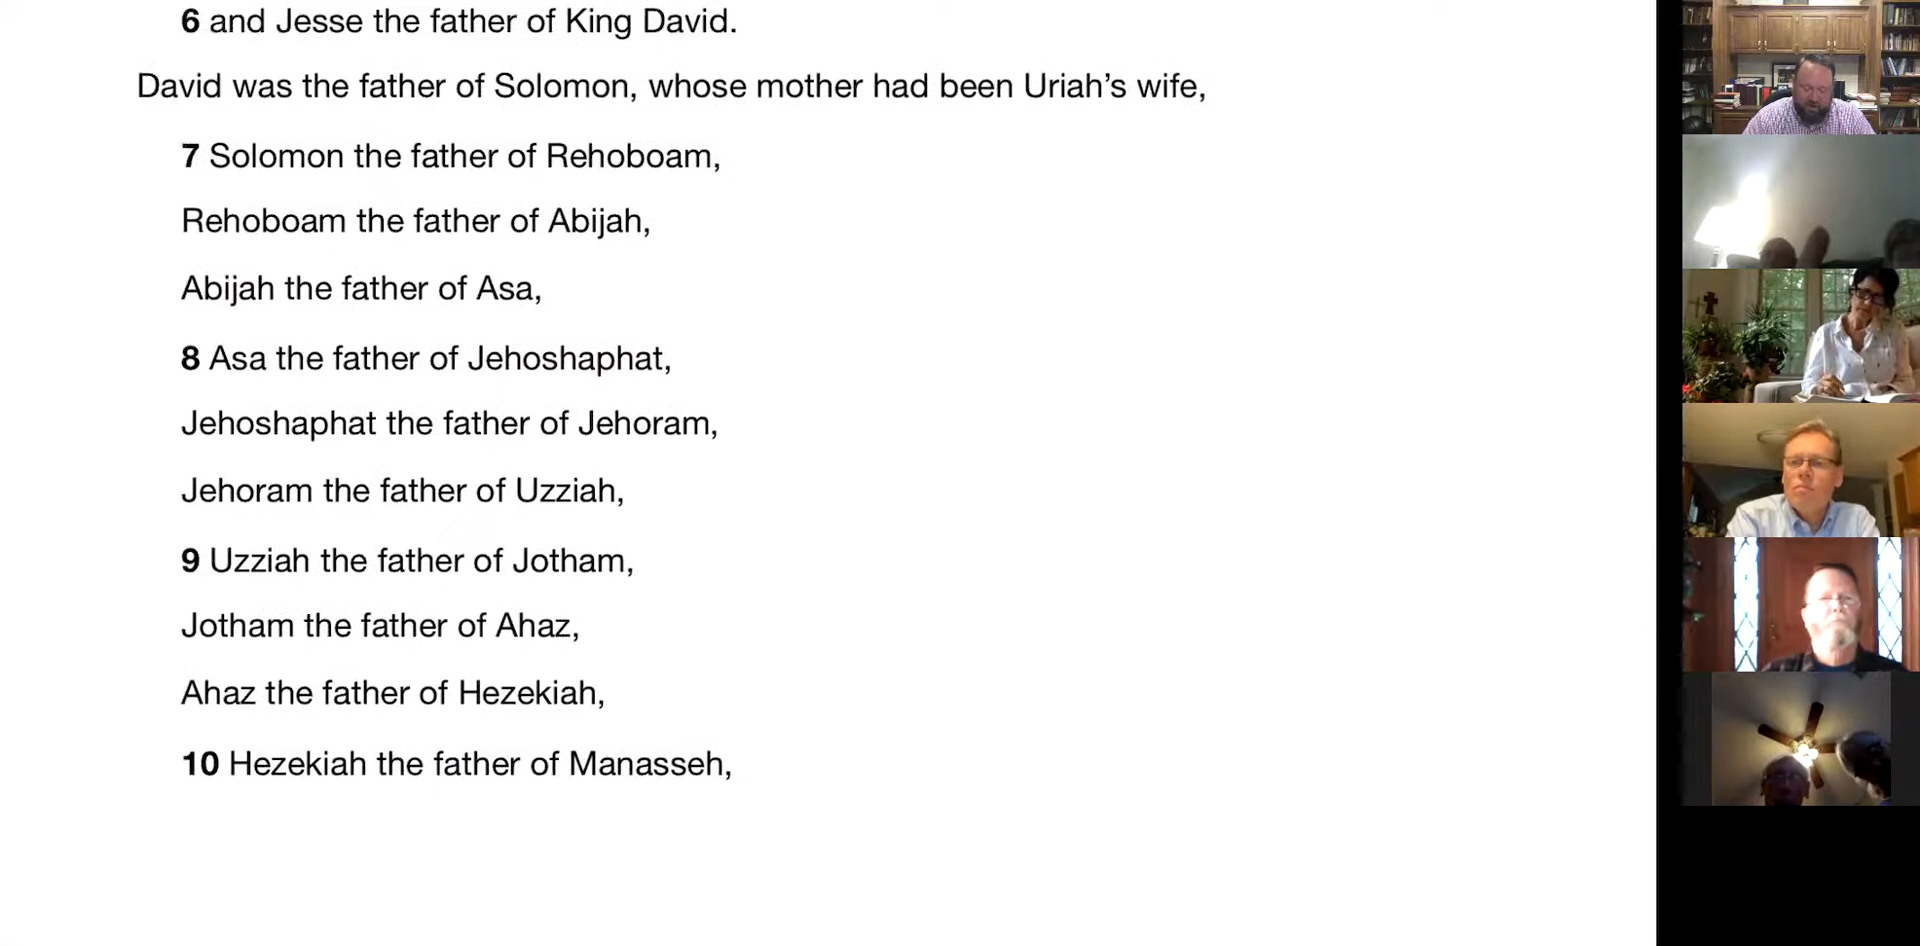 6 and Jesse the father of King David.
David was the father of Solomon, whose mother had been Uriah’s wife,
7 Solomon the father of Rehoboam,
Rehoboam the father of Abijah,
Abijah the father of Asa,
8 Asa the father of Jehoshaphat,
Jehoshaphat the father of Jehoram,
Jehoram the father of Uzziah,
9 Uzziah the father of Jotham,
Jotham the father of Ahaz,
Ahaz the father of Hezekiah,
10 Hezekiah the father of Manasseh,